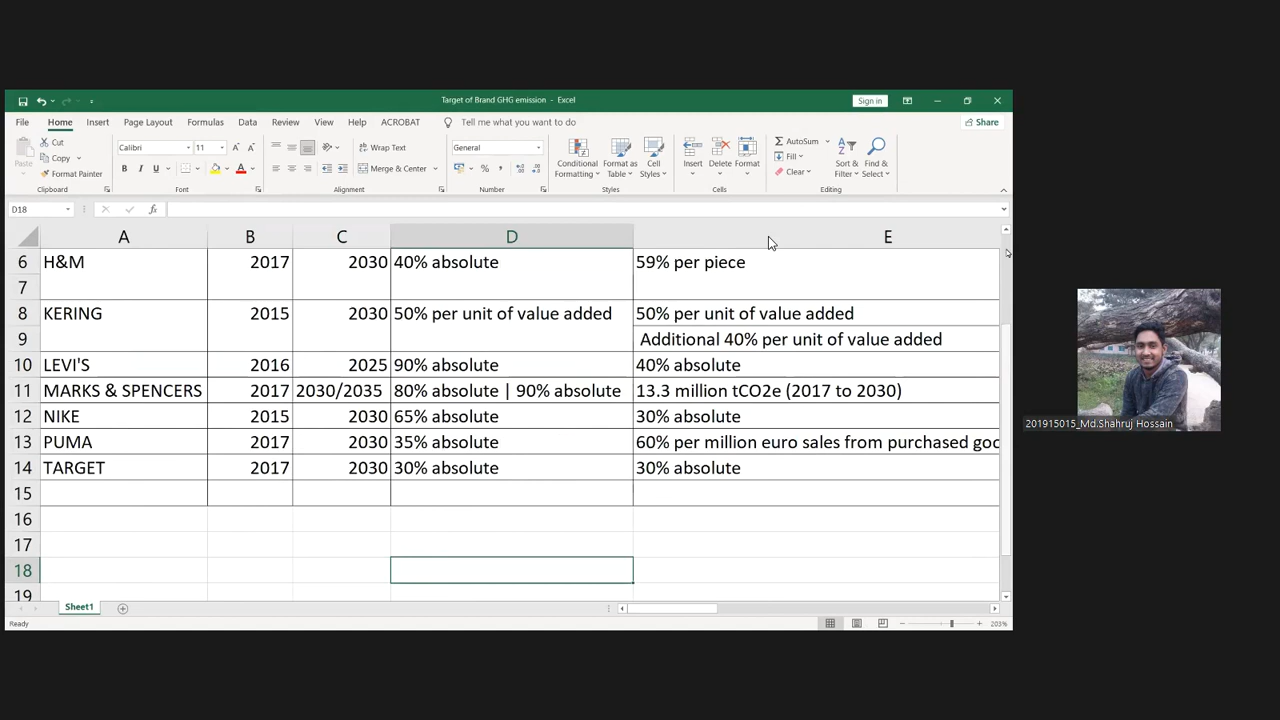 Target of Brand GHG emission - Excel
Sign in
File Home Insert Page Layout Formulas Data Review View Help ACROBAT Tell me what you want to do Share
Paste
Cut
Copy
Format Painter
Clipboard
Calibri 11
B I U
Font
Wrap Text
Merge & Center
Alignment
General
Number
Conditional Formatting
Format as Table
Cell Styles
Styles
Insert Delete Format
Cells
AutoSum
Fill
Clear
Sort & Filter
Find & Select
Editing
D18
A B C D E
6 H&M 2017 2030 40% absolute 59% per piece
7
8 KERING 2015 2030 50% per unit of value added 50% per unit of value added
9 Additional 40% per unit of value added
10 LEVI'S 2016 2025 90% absolute 40% absolute
11 MARKS & SPENCERS 2017 2030/2035 80% absolute | 90% absolute 13.3 million tCO2e (2017 to 2030)
12 NIKE 2015 2030 65% absolute 30% absolute
13 PUMA 2017 2030 35% absolute 60% per million euro sales from purchased goo
14 TARGET 2017 2030 30% absolute 30% absolute
15
16
17
18
19
Sheet1
Ready
203%
201915015_Md.Shahruj Hossain